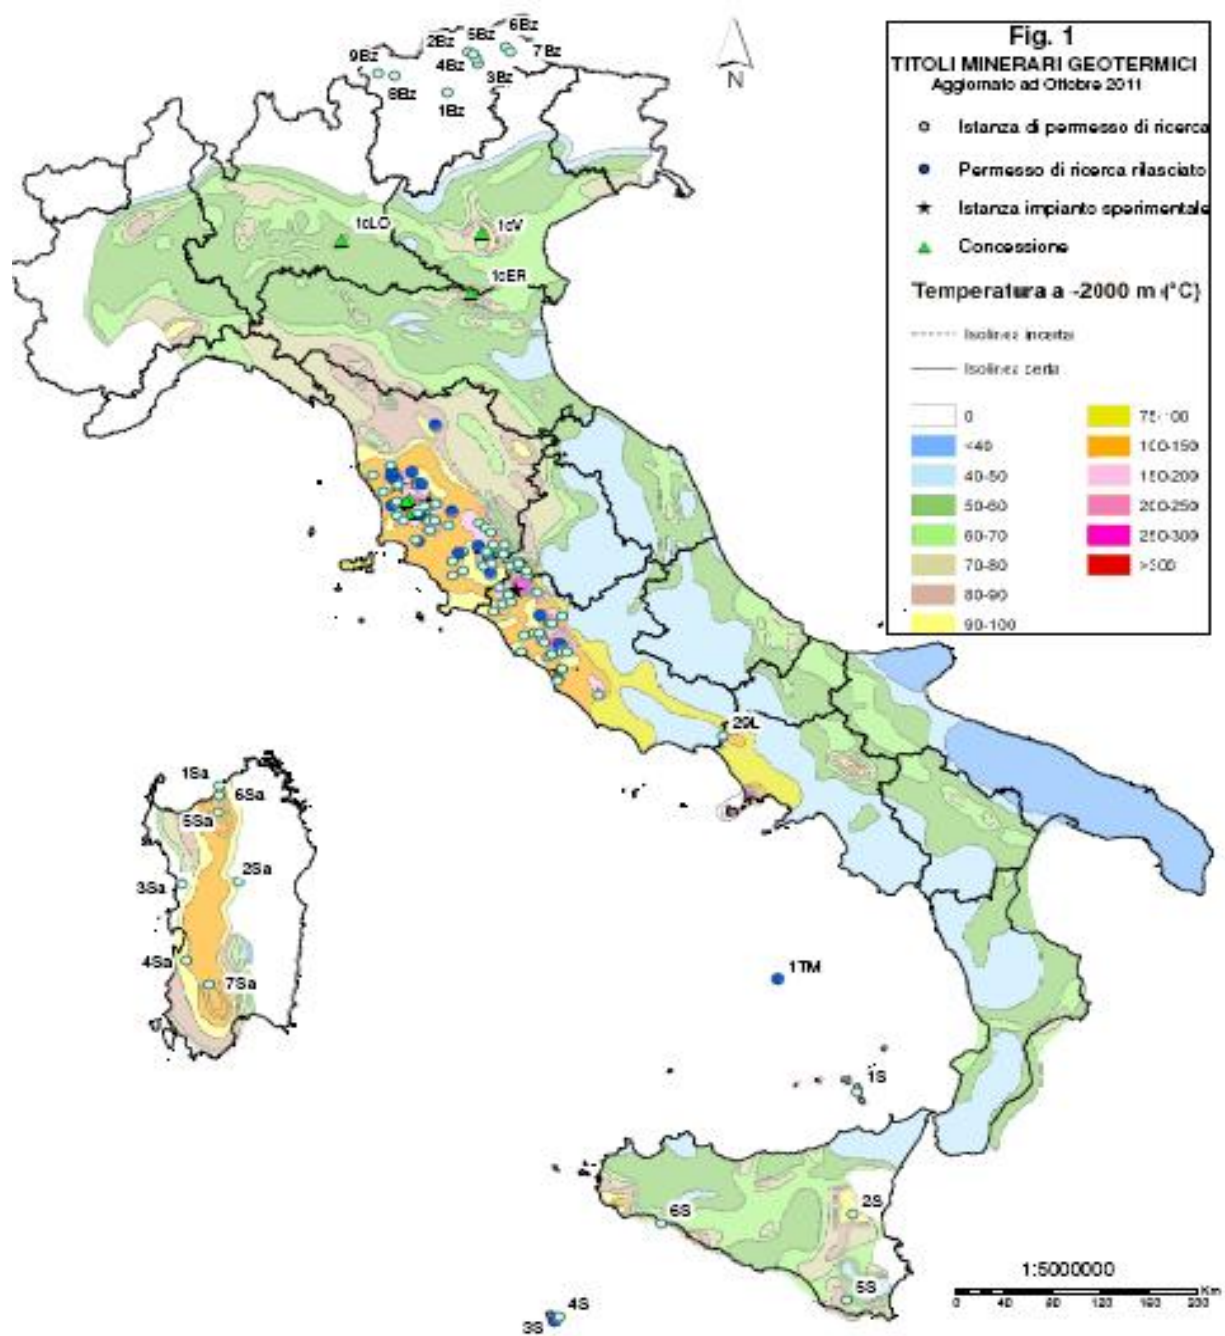 6Bz
5Bz
2Bz
7Bz
9Bz
4Bz
3Bz
8Bz
1Bz
N
Fig. 1
TITOLI MINERARI GEOTERMICI
Aggiornato ad Ottobre 2011
Istanza di permesso di ricerca
Permesso di ricerca rilasciato
Istanza impianto sperimentale
Concessione
Temperatura a -2000 m (°C)
Isolinea incerta
Isolinea certa
0
<40
40-50
50-60
60-70
70-80
80-90
90-100
75-100
100-150
150-200
200-250
250-300
>300
1cLO
1cV
1cER
29L
1Sa
6Sa
5Sa
3Sa
2Sa
4Sa
7Sa
1TM
1S
2S
6S
5S
4S
3S
1:5000000
Km
0 40 80 120 160 200